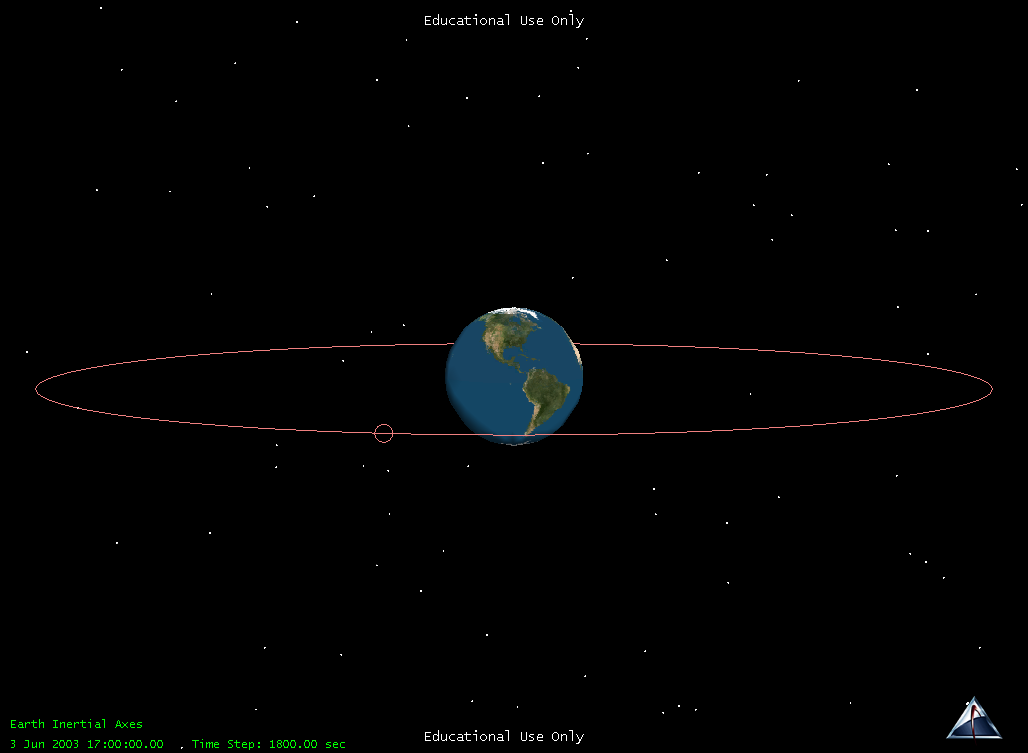 Educational Use Only
Earth Inertial Axes
3 Jun 2003 17:00:00.00 , Time Step: 1800.00 sec
Educational Use Only